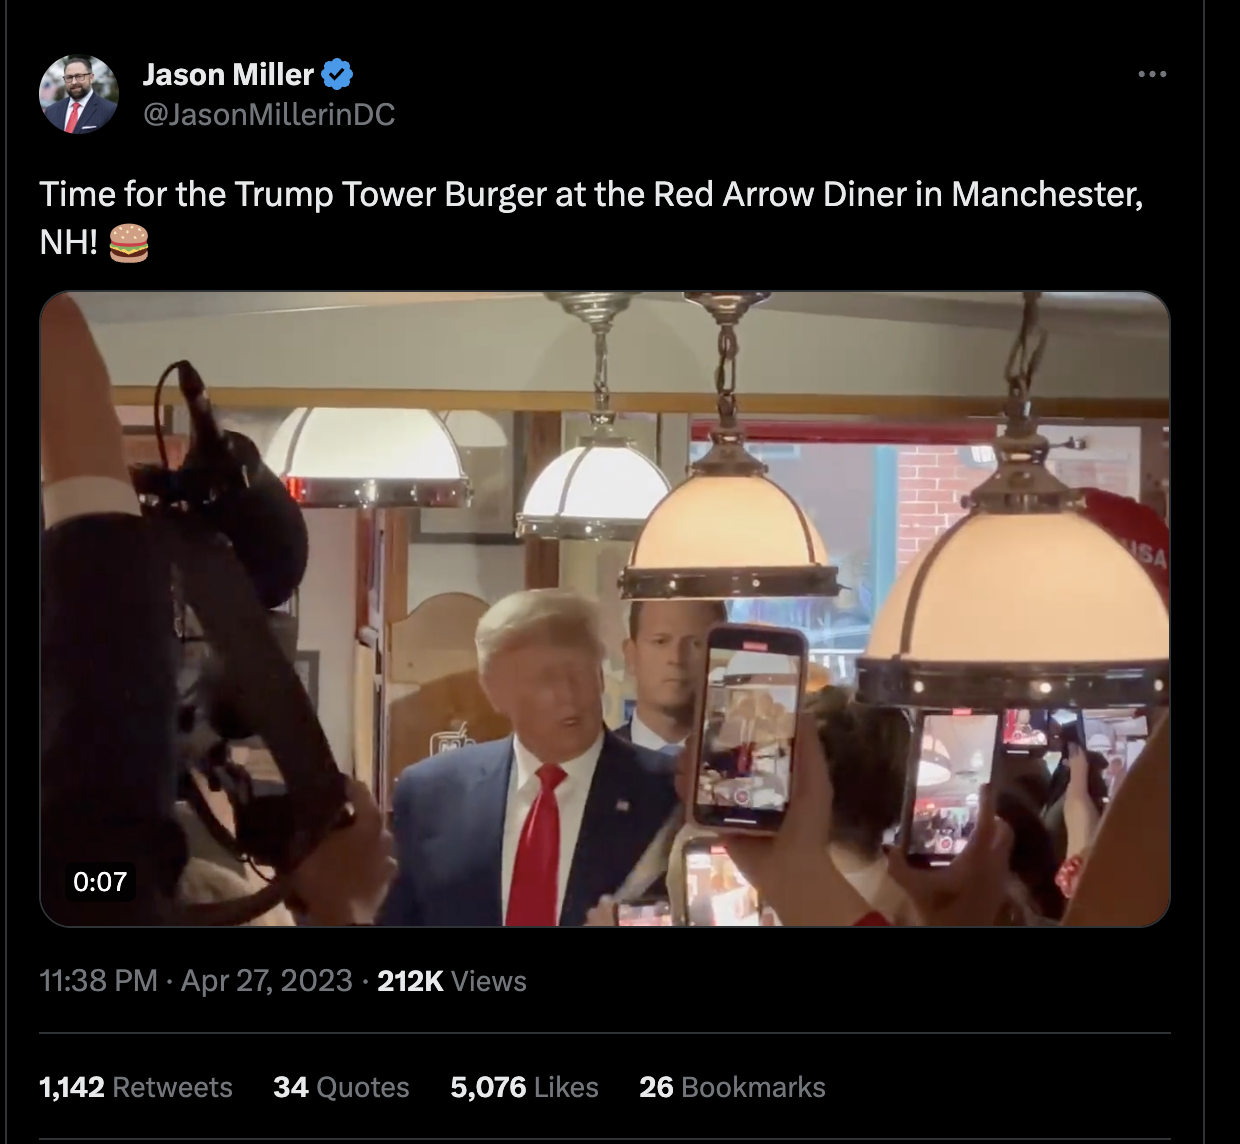 Jason Miller
@JasonMillerinDC
Time for the Trump Tower Burger at the Red Arrow Diner in Manchester,
NH! 🍔
USA
0:07
11:38 PM · Apr 27, 2023 · 212K Views
1,142 Retweets 34 Quotes 5,076 Likes 26 Bookmarks